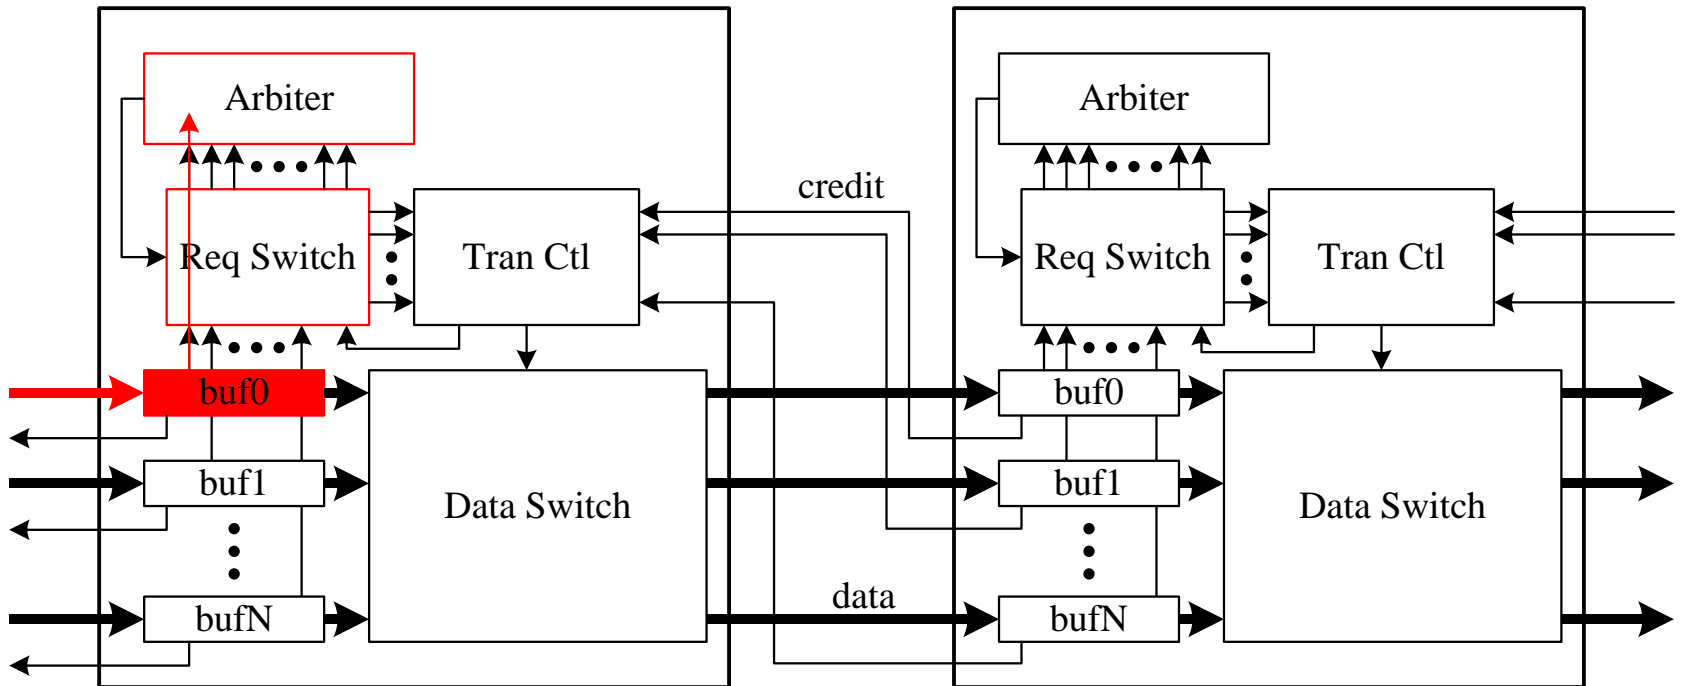 Arbiter
Arbiter
credit
Req Switch
Tran Ctl
Req Switch
Tran Ctl
buf0
buf0
buf1
buf1
Data Switch
Data Switch
data
bufN
bufN